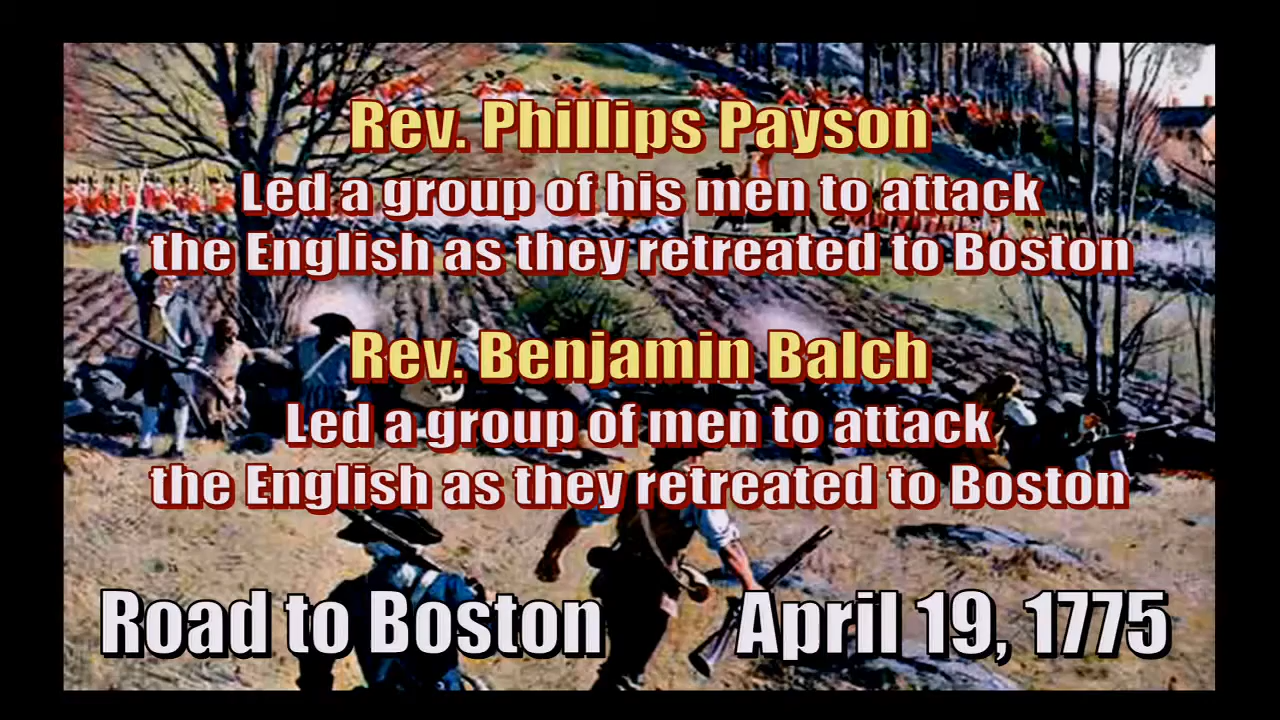 Rev. Phillips Payson
Led a group of his men to attack
the English as they retreated to Boston
Rev. Benjamin Balch
Led a group of men to attack
the English as they retreated to Boston
Road to Boston April 19, 1775